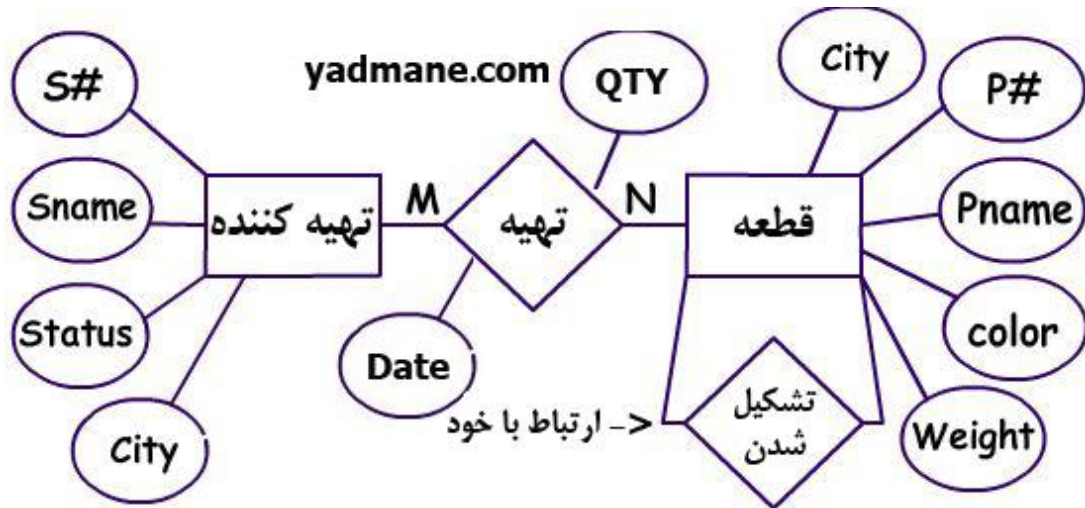 yadmane.com
S#
Sname
Status
City
تهیه کننده
M
تهیه
N
QTY
Date
قطعه
City
P#
Pname
color
Weight
تشکیل
شدن
<- ارتباط با خود